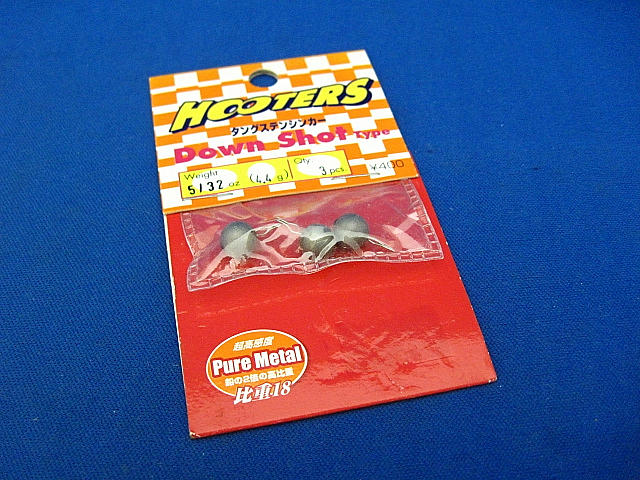 HOOTERS
タングステンシンカー
Down Shot type
Weight 5/32 oz (4.4 g) Qty. 3 pcs. ¥400
超高感度
Pure Metal
鉛の2倍の高比重
比重18